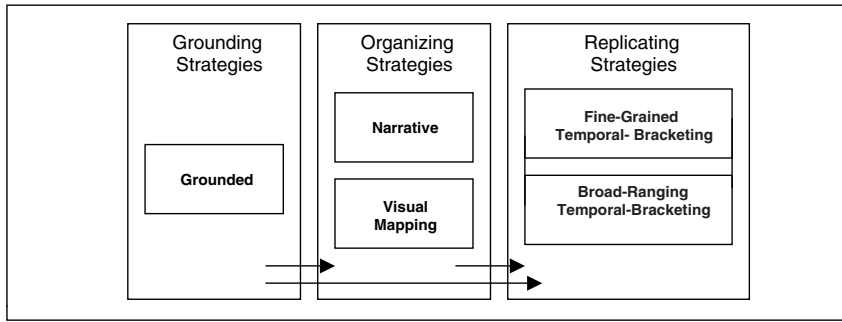 Grounding
Strategies
Grounded
Organizing
Strategies
Narrative
Visual
Mapping
Replicating
Strategies
Fine-Grained
Temporal- Bracketing
Broad-Ranging
Temporal-Bracketing